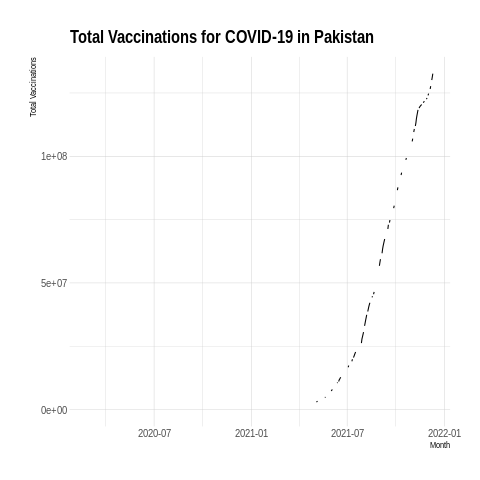 Total Vaccinations for COVID-19 in Pakistan
Total Vaccinations
1e+08
5e+07
0e+00
2020-07 2021-01 2021-07 2022-01
Month